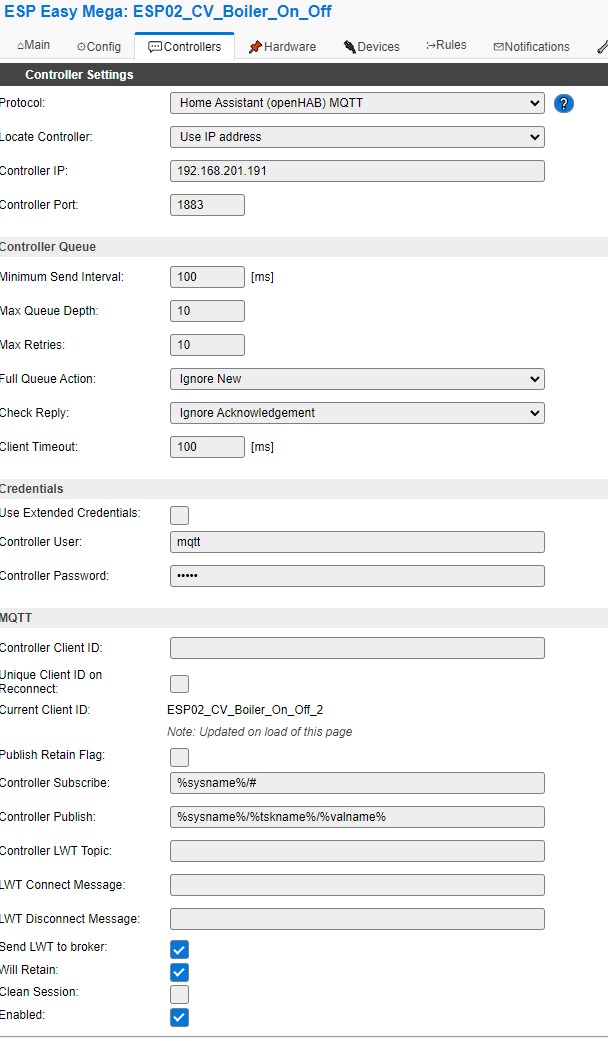 ESP Easy Mega: ESP02_CV_Boiler_On_Off
Main Config Controllers Hardware Devices Rules Notifications
Controller Settings
Protocol: Home Assistant (openHAB) MQTT ?
Locate Controller: Use IP address
Controller IP: 192.168.201.191
Controller Port: 1883
Controller Queue
Minimum Send Interval: 100 [ms]
Max Queue Depth: 10
Max Retries: 10
Full Queue Action: Ignore New
Check Reply: Ignore Acknowledgement
Client Timeout: 100 [ms]
Credentials
Use Extended Credentials:
Controller User: mqtt
Controller Password: •••••
MQTT
Controller Client ID:
Unique Client ID on
Reconnect:
Current Client ID: ESP02_CV_Boiler_On_Off_2
Note: Updated on load of this page
Publish Retain Flag:
Controller Subscribe: %sysname%/#
Controller Publish: %sysname%/%tskname%/%valname%
Controller LWT Topic:
LWT Connect Message:
LWT Disconnect Message:
Send LWT to broker:
Will Retain:
Clean Session:
Enabled: